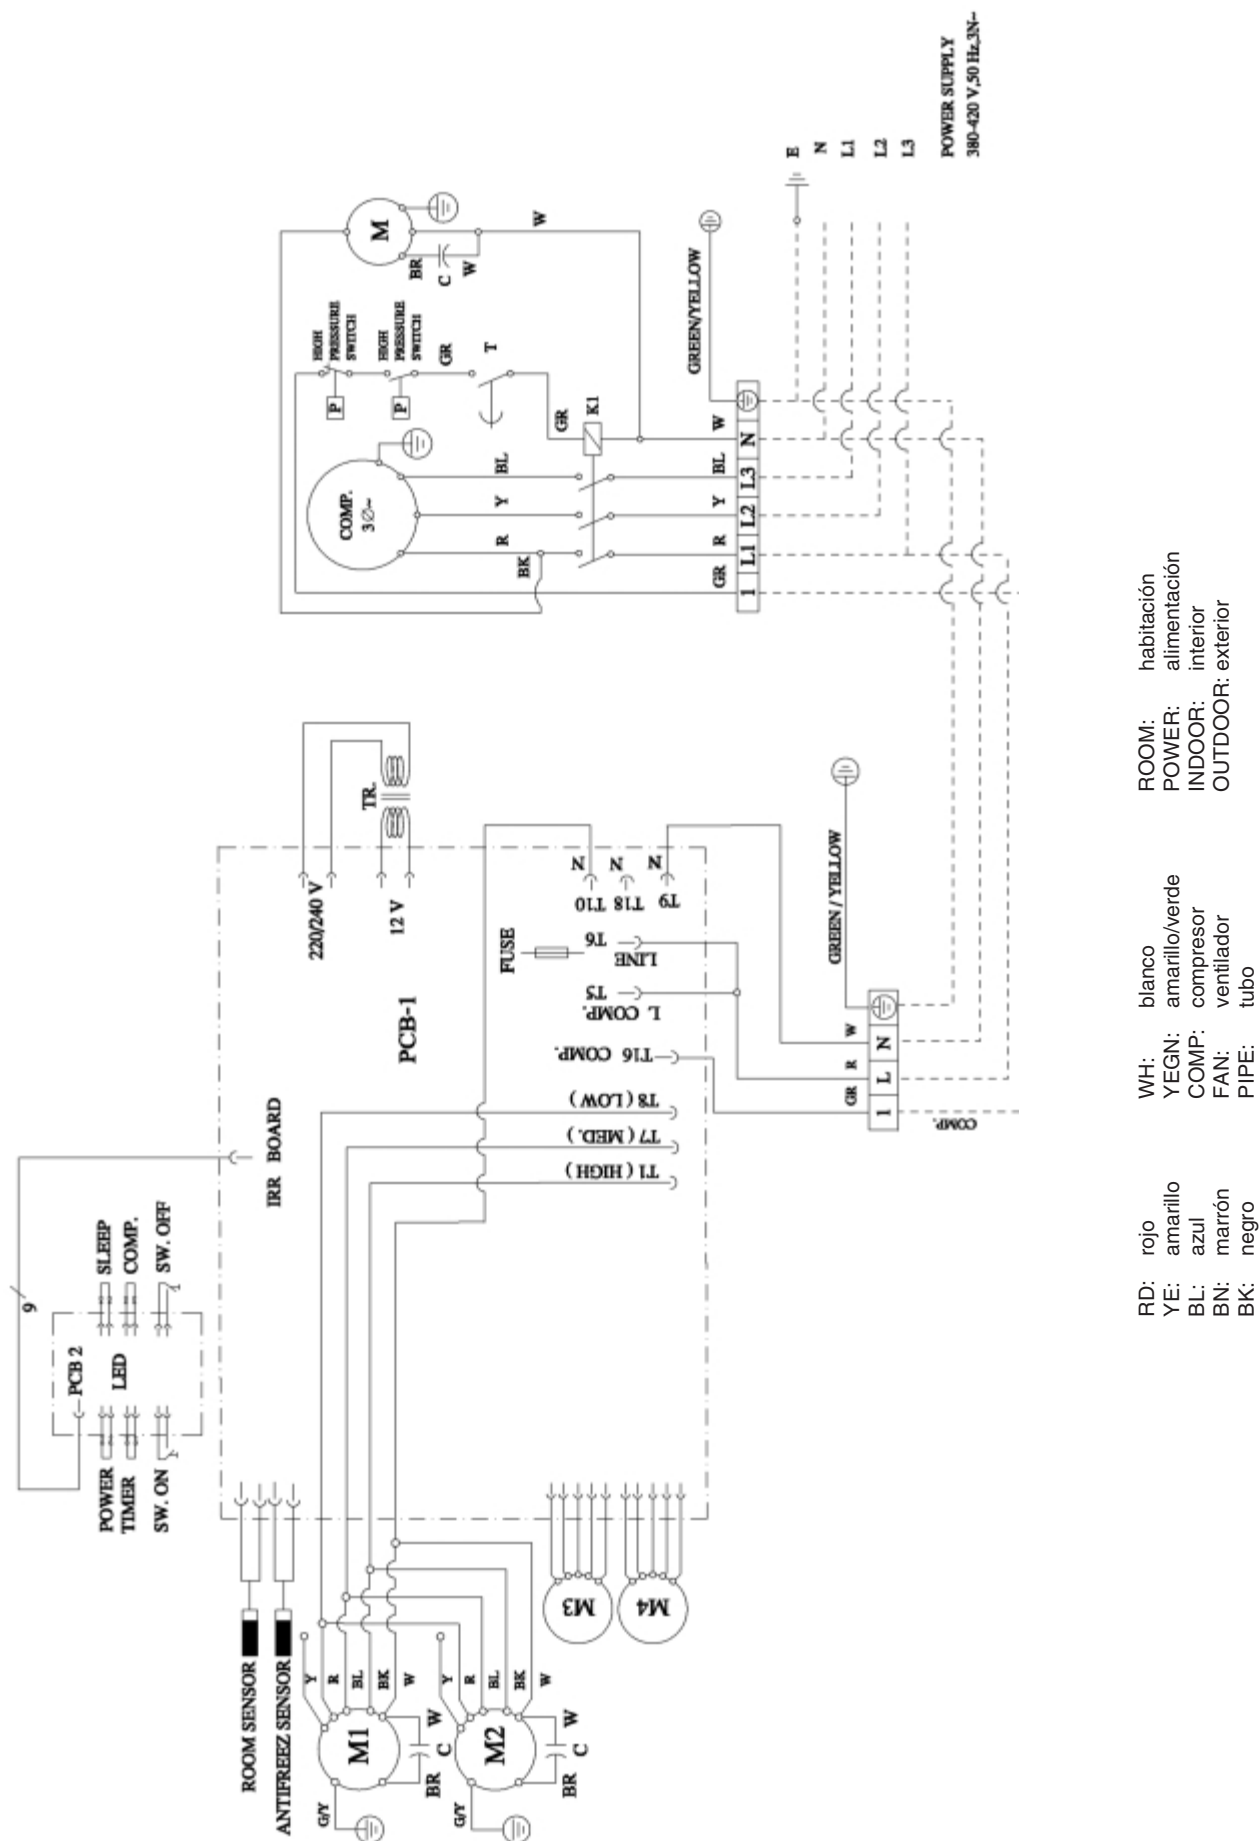 POWER SUPPLY
380-420 V,50 Hz,3N~
E
N
L1
L2
L3
M
BR
C
W
W
HIGH
PRESSURE
SWITCH
HIGH
PRESSURE
SWITCH
P
P
GR
T
GR
K1
COMP.
3∅~
BL
Y
R
BK
GREEN/YELLOW
W
BL
Y
R
GR
N
L3
L2
L1
1
TR.
220/240 V
12 V
PCB-1
FUSE
N
N
N
T10
T18
T9
T6
LINE
T5
L COMP.
T16 COMP.
T8 ( LOW )
T7 ( MED. )
T1 ( HIGH )
GREEN / YELLOW
W
R
GR
N
L
1
COMP.
IRR BOARD
9
PCB 2
LED
SLEEP
COMP.
SW. OFF
POWER
TIMER
SW. ON
ROOM SENSOR
ANTIFREEZ SENSOR
Y
R
BL
BK
W
M1
W
C
BR
G/Y
Y
R
BL
BK
W
M2
W
C
BR
G/Y
M3
M4
RD: rojo
YE: amarillo
BL: azul
BN: marrón
BK: negro
WH: blanco
YEGN: amarillo/verde
COMP: compresor
FAN: ventilador
PIPE: tubo
ROOM: habitación
POWER: alimentación
INDOOR: interior
OUTDOOR: exterior